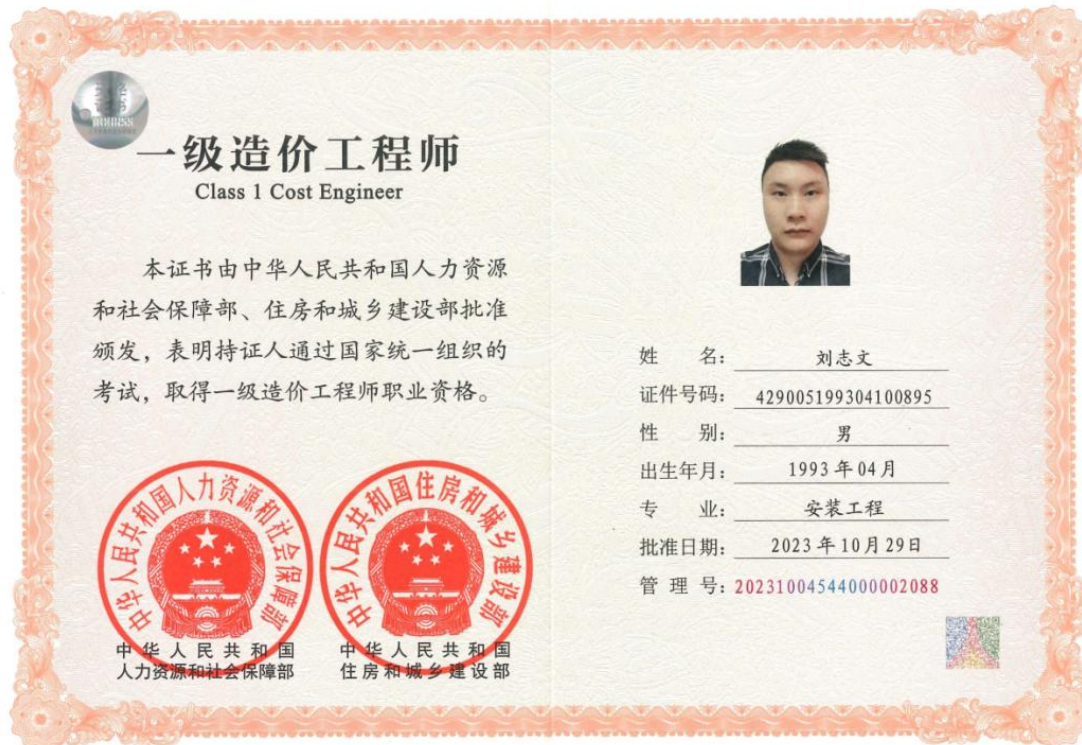 一级造价工程师
Class 1 Cost Engineer
本证书由中华人民共和国人力资源
和社会保障部、住房和城乡建设部批准
颁发，表明持证人通过国家统一组织的
考试，取得一级造价工程师职业资格。
中华人民共和国人力资源和社会保障部
中华人民共和国
人力资源和社会保障部
中华人民共和国住房和城乡建设部
中华人民共和国
住房和城乡建设部
姓 名： 刘志文
证件号码： 429005199304100895
性 别： 男
出生年月： 1993年04月
专 业： 安装工程
批准日期： 2023年10月29日
管 理 号： 20231004544000002088